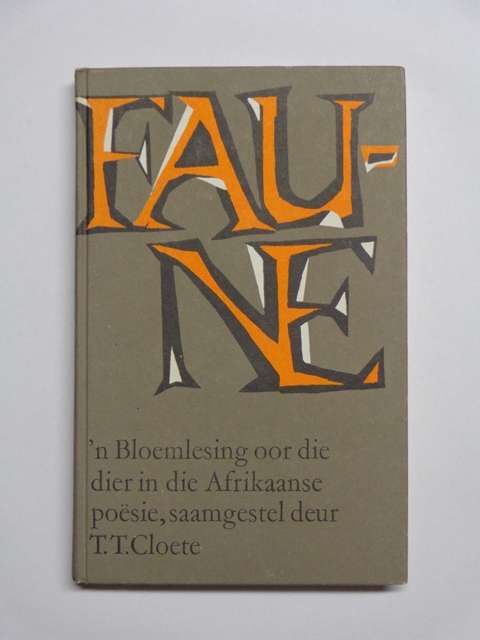 FAU-
NE
'n Bloemlesing oor die
dier in die Afrikaanse
poësie, saamgestel deur
T.T.Cloete